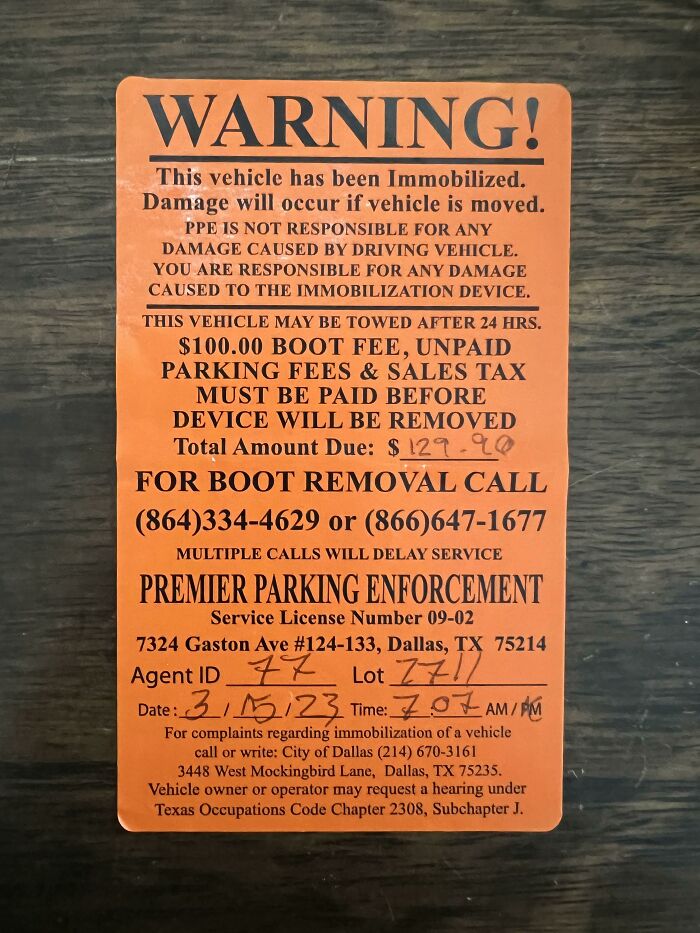 WARNING!
This vehicle has been Immobilized.
Damage will occur if vehicle is moved.
PPE IS NOT RESPONSIBLE FOR ANY
DAMAGE CAUSED BY DRIVING VEHICLE.
YOU ARE RESPONSIBLE FOR ANY DAMAGE
CAUSED TO THE IMMOBILIZATION DEVICE.
THIS VEHICLE MAY BE TOWED AFTER 24 HRS.
$100.00 BOOT FEE, UNPAID
PARKING FEES & SALES TAX
MUST BE PAID BEFORE
DEVICE WILL BE REMOVED
Total Amount Due: $ 129.90
FOR BOOT REMOVAL CALL
(864)334-4629 or (866)647-1677
MULTIPLE CALLS WILL DELAY SERVICE
PREMIER PARKING ENFORCEMENT
Service License Number 09-02
7324 Gaston Ave #124-133, Dallas, TX 75214
Agent ID 77 Lot 7711
Date: 3/15/23 Time: 7:07 AM / PM
For complaints regarding immobilization of a vehicle
call or write: City of Dallas (214) 670-3161
3448 West Mockingbird Lane, Dallas, TX 75235.
Vehicle owner or operator may request a hearing under
Texas Occupations Code Chapter 2308, Subchapter J.